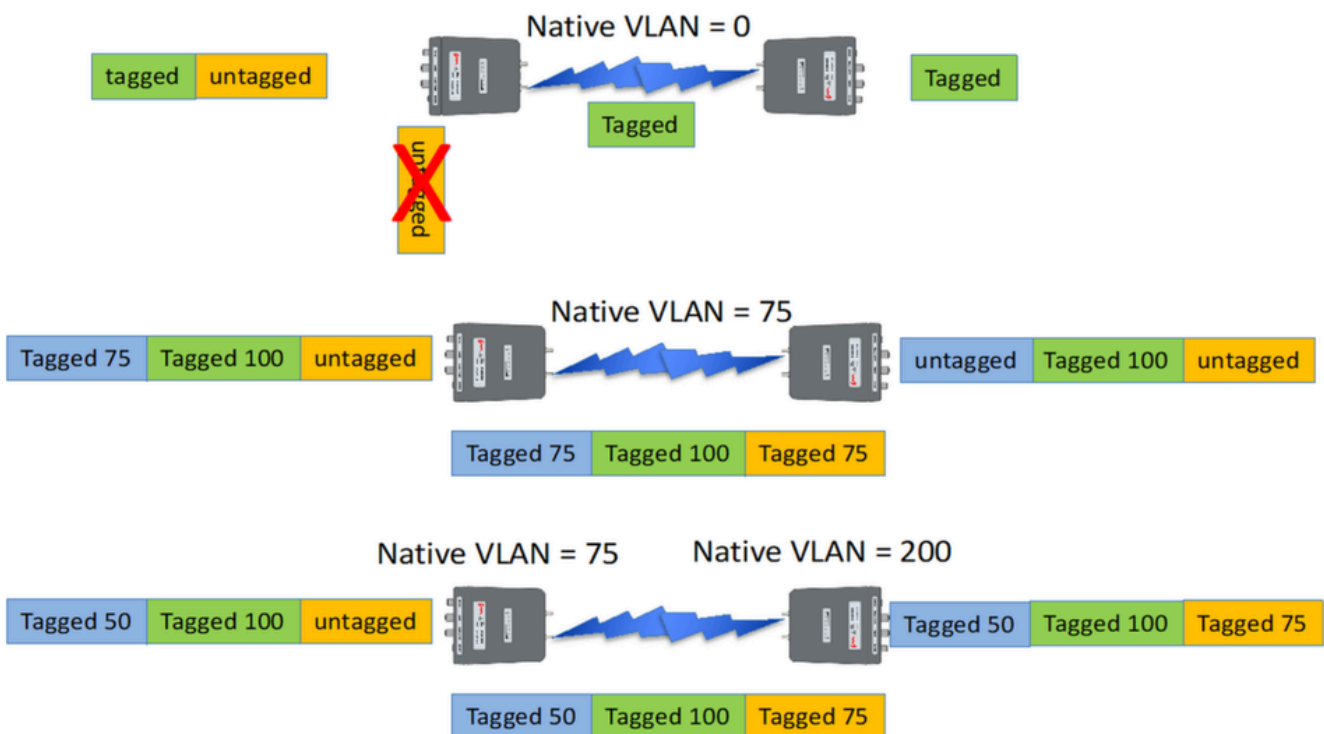 Native VLAN = 0
tagged untagged
Tagged
Tagged
untagged
Native VLAN = 75
Tagged 75 Tagged 100 untagged
untagged Tagged 100 untagged
Tagged 75 Tagged 100 Tagged 75
Native VLAN = 75 Native VLAN = 200
Tagged 50 Tagged 100 untagged
Tagged 50 Tagged 100 Tagged 75
Tagged 50 Tagged 100 Tagged 75